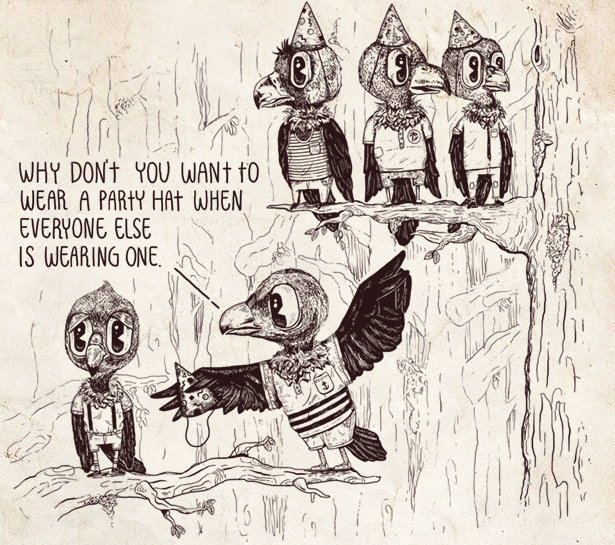 WHY DON'T YOU WANT TO
WEAR A PARTY HAT WHEN
EVERYONE ELSE
IS WEARING ONE.